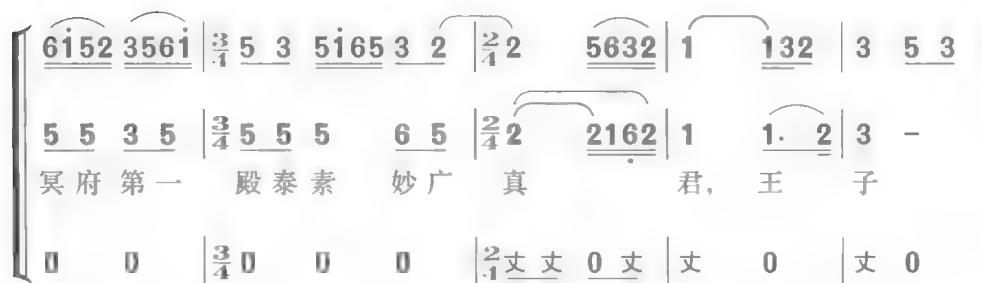 6i52 356i | 3/4 5 3 5i65 3 2 | 2/4 2 5632 | 1 132 | 3 5 3
5 5 3 5 | 3/4 5 5 5 6 5 | 2/4 2 2162 | 1 1· 2 | 3 –
冥府 第一 殿泰素 妙广 真 君, 王 子
0 0 | 3/4 0 0 0 | 2/4 丈 丈 0 丈 | 丈 0 | 丈 0